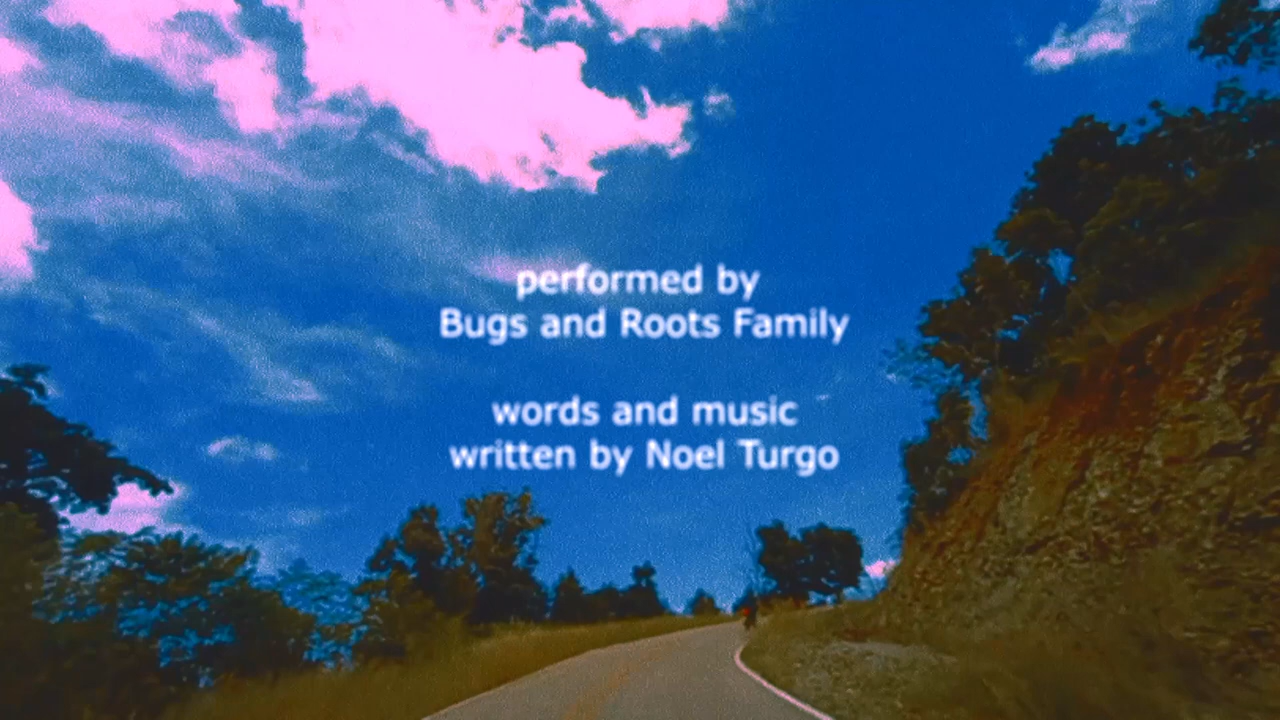 performed by
Bugs and Roots Family
words and music
written by Noel Turgo